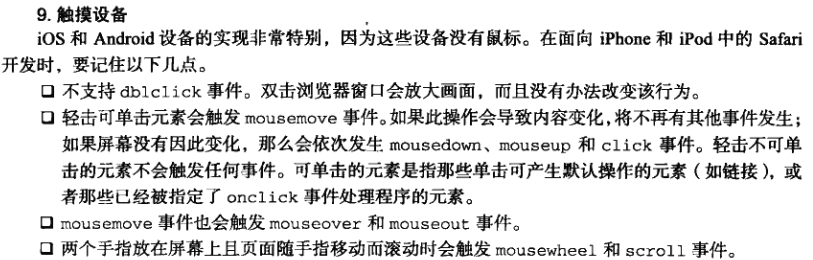 9. 触摸设备
iOS 和 Android 设备的实现非常特别，因为这些设备没有鼠标。在面向 iPhone 和 iPod 中的 Safari
开发时，要记住以下几点。
❑ 不支持 dblclick 事件。双击浏览器窗口会放大画面，而且没有办法改变该行为。
❑ 轻击可单击元素会触发 mousemove 事件。如果此操作会导致内容变化，将不再有其他事件发生；
如果屏幕没有因此变化，那么会依次发生 mousedown、mouseup 和 click 事件。轻击不可单
击的元素不会触发任何事件。可单击的元素是指那些单击可产生默认操作的元素（如链接），或
者那些已经被指定了 onclick 事件处理程序的元素。
❑ mousemove 事件也会触发 mouseover 和 mouseout 事件。
❑ 两个手指放在屏幕上且页面随手指移动而滚动时会触发 mousewheel 和 scroll 事件。